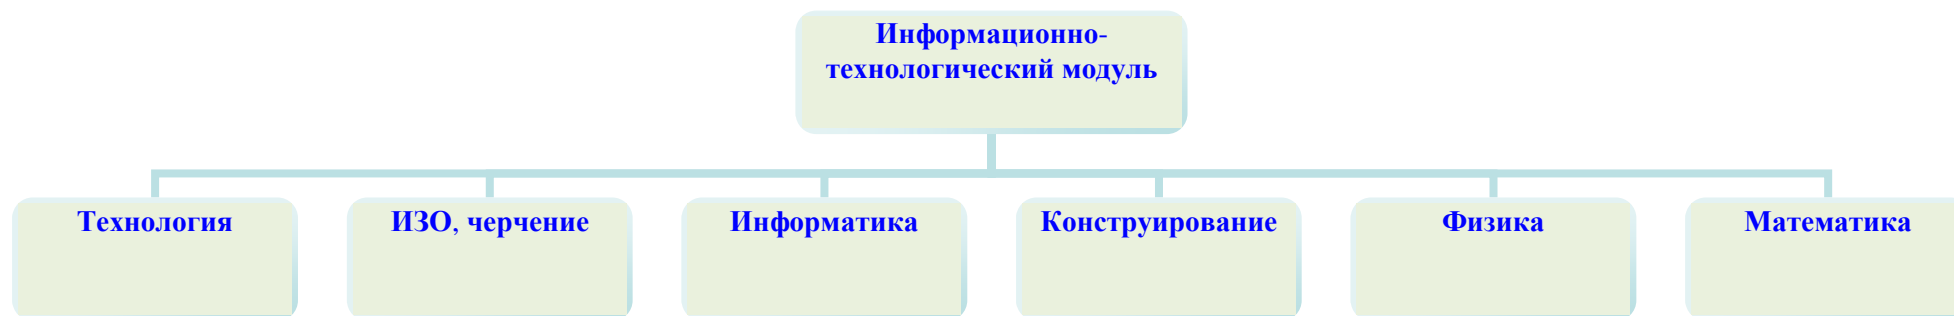 Информационно-
технологический модуль
Технология
ИЗО, черчение
Информатика
Конструирование
Физика
Математика